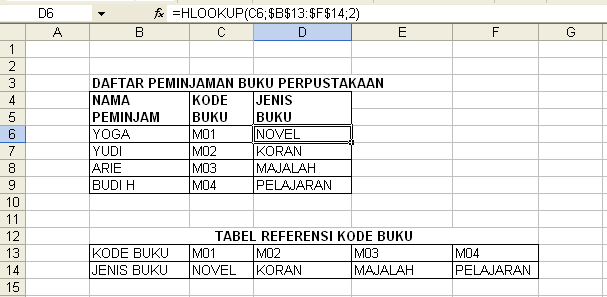 D6 fx =HLOOKUP(C6;$B$13:$F$14;2)
A B C D E F G
1
2
3 DAFTAR PEMINJAMAN BUKU PERPUSTAKAAN
4 NAMA KODE JENIS
5 PEMINJAM BUKU BUKU
6 YOGA M01 NOVEL
7 YUDI M02 KORAN
8 ARIE M03 MAJALAH
9 BUDI H M04 PELAJARAN
10
11
12 TABEL REFERENSI KODE BUKU
13 KODE BUKU M01 M02 M03 M04
14 JENIS BUKU NOVEL KORAN MAJALAH PELAJARAN
15